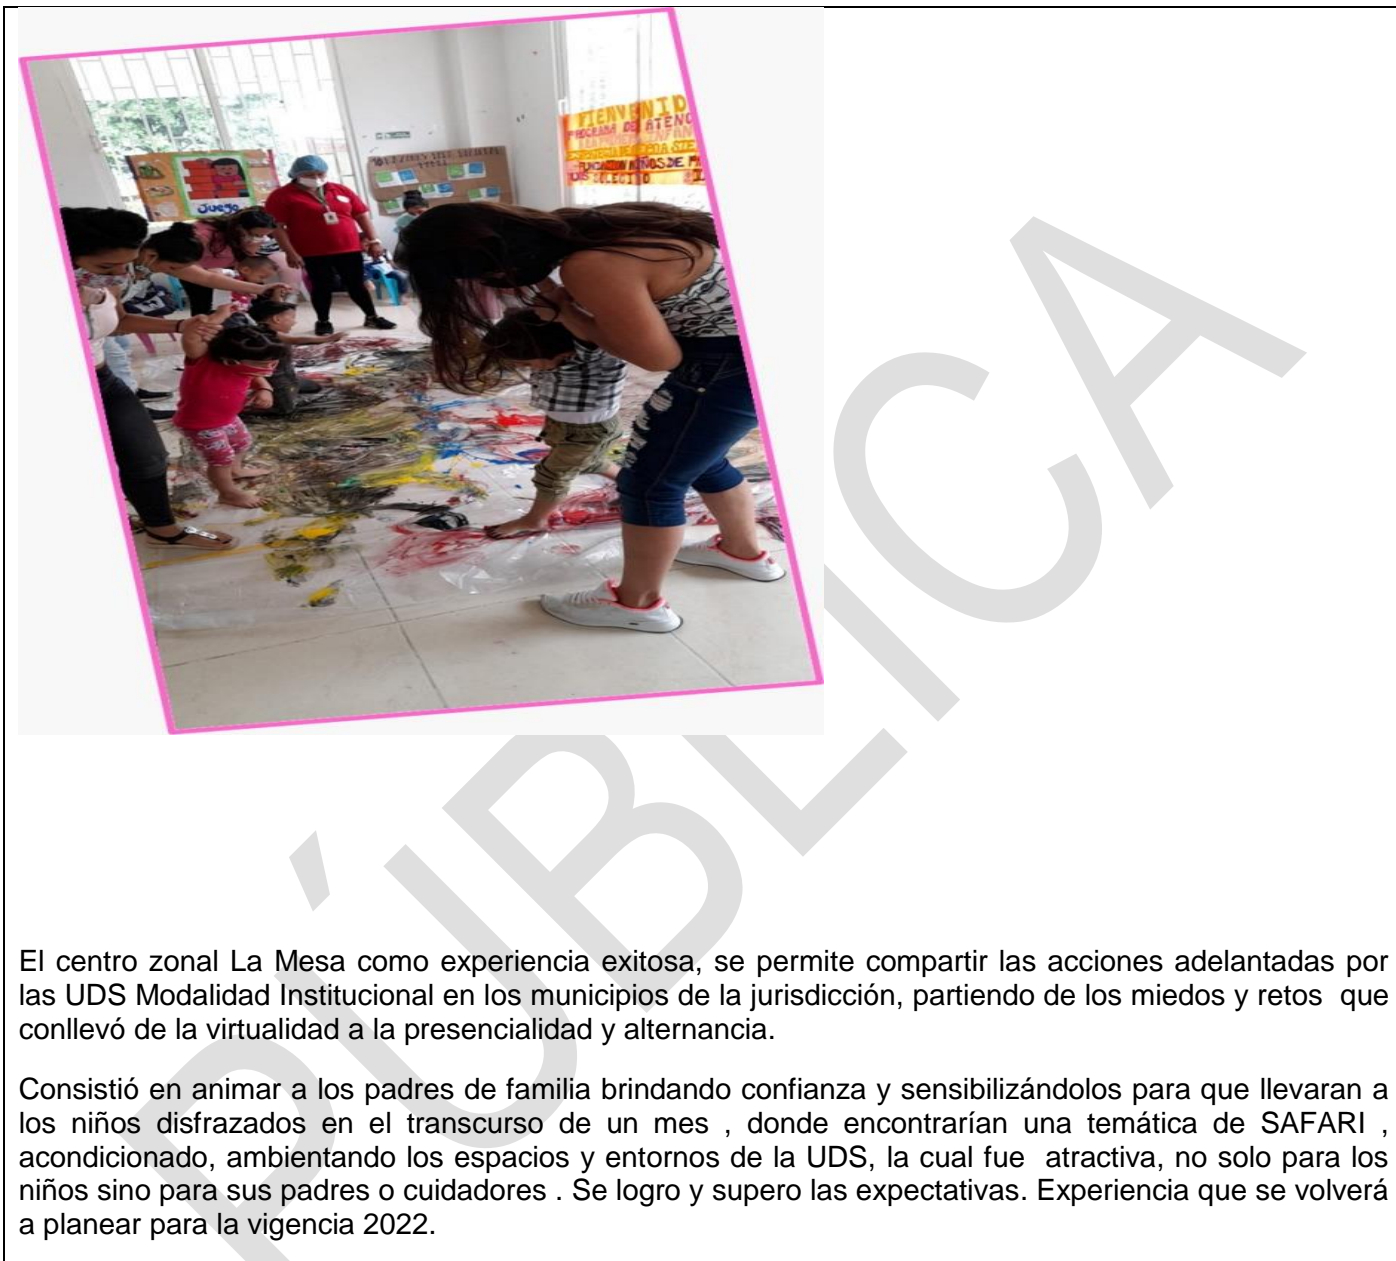 BIENVENID
PROGRAMA DE ATENC
Juego
El centro zonal La Mesa como experiencia exitosa, se permite compartir las acciones adelantadas por
las UDS Modalidad Institucional en los municipios de la jurisdicción, partiendo de los miedos y retos que
conllevó de la virtualidad a la presencialidad y alternancia.
Consistió en animar a los padres de familia brindando confianza y sensibilizándolos para que llevaran a
los niños disfrazados en el transcurso de un mes , donde encontrarían una temática de SAFARI ,
acondicionado, ambientando los espacios y entornos de la UDS, la cual fue atractiva, no solo para los
niños sino para sus padres o cuidadores . Se logro y supero las expectativas. Experiencia que se volverá
a planear para la vigencia 2022.
PÚBLICA